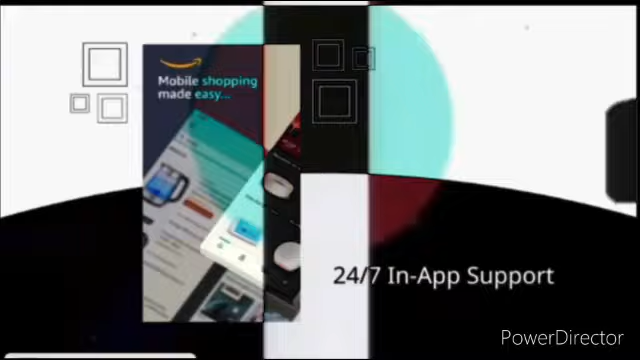 Mobile shopping
made easy...
24/7 In-App Support
PowerDirector